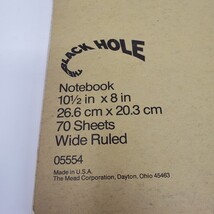 BLACK HOLE
Notebook
10½ in x 8 in
26.6 cm x 20.3 cm
70 Sheets
Wide Ruled
05554
Made in U.S.A.
The Mead Corporation, Dayton, Ohio 45463